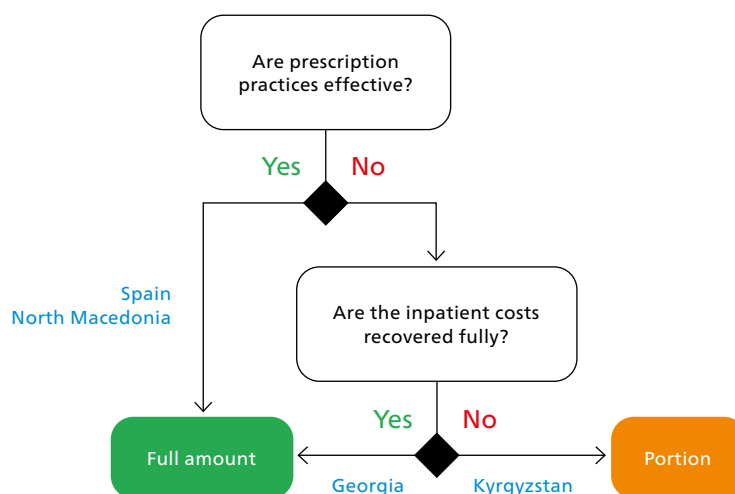 Are prescription
practices effective?
Yes No
Spain
North Macedonia
Are the inpatient costs
recovered fully?
Yes No
Full amount
Portion
Georgia
Kyrgyzstan